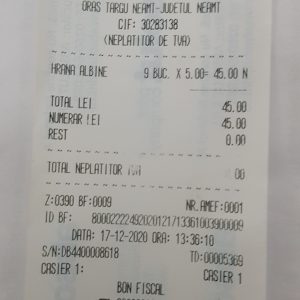 ORAS TARGU NEAMT-JUDETUL NEAMT
CIF: 30283138
(NEPLATITOR DE TVA)
HRANA ALBINE 9 BUC. X 5.00= 45.00 N
TOTAL LEI 45.00
NUMERAR LEI 45.00
REST 0.00
TOTAL NEPLATITOR TVA
Z:0390 BF:0009 NR.AMEF:0001
ID BF: 8000222492020121713361003900009
DATA: 17-12-2020 ORA: 13:36:10
S/N:DB4400008618 TD:00005369
CASIER 1: CASIER 1
BON FISCAL